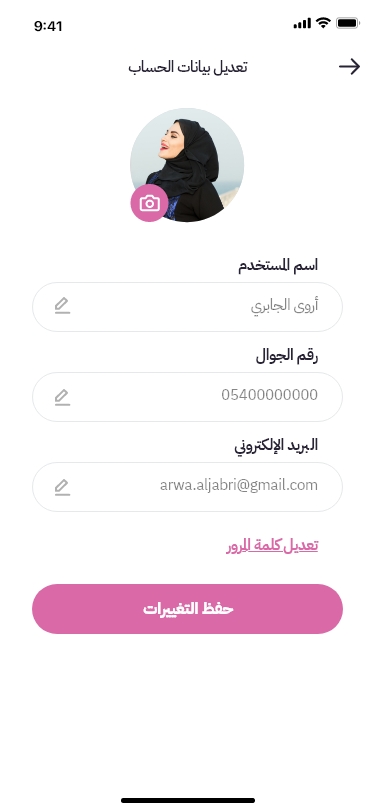 9:41
تعديل بيانات الحساب
اسم المستخدم
أروى الجابري
رقم الجوال
05400000000
البريد الإلكتروني
arwa.aljabri@gmail.com
تعديل كلمة المرور
حفظ التغييرات